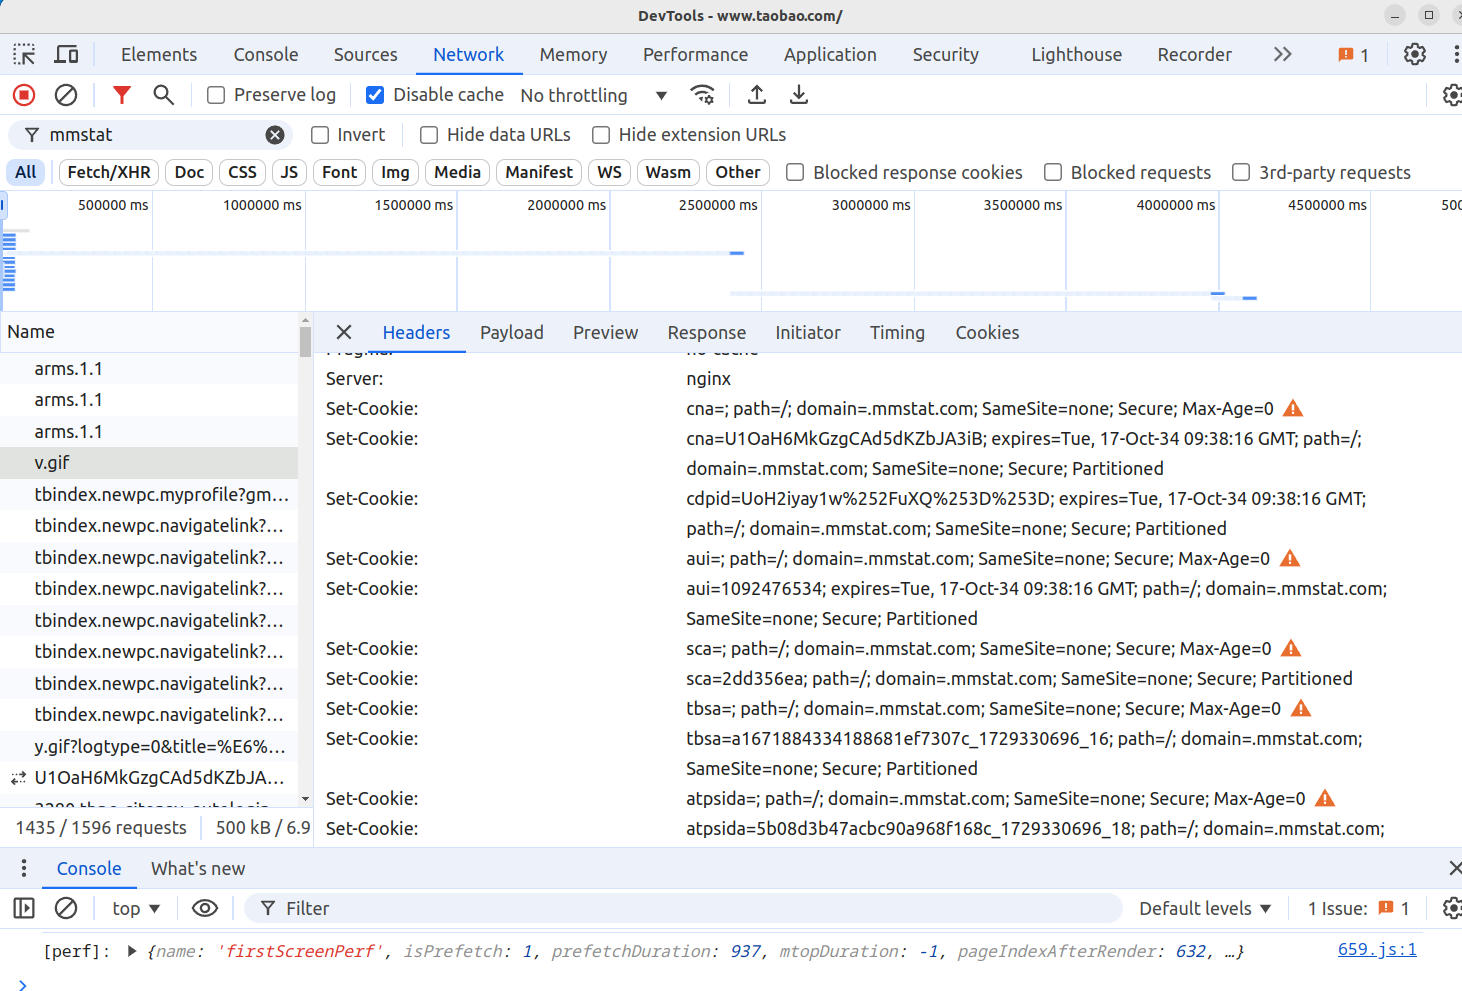 DevTools - www.taobao.com/
Elements Console Sources Network Memory Performance Application Security Lighthouse Recorder 1
Preserve log Disable cache No throttling
mmstat Invert Hide data URLs Hide extension URLs
All Fetch/XHR Doc CSS JS Font Img Media Manifest WS Wasm Other Blocked response cookies Blocked requests 3rd-party requests
500000 ms 1000000 ms 1500000 ms 2000000 ms 2500000 ms 3000000 ms 3500000 ms 4000000 ms 4500000 ms
Name
arms.1.1
arms.1.1
arms.1.1
v.gif
tbindex.newpc.myprofile?gm...
tbindex.newpc.navigatelink?...
tbindex.newpc.navigatelink?...
tbindex.newpc.navigatelink?...
tbindex.newpc.navigatelink?...
tbindex.newpc.navigatelink?...
tbindex.newpc.navigatelink?...
tbindex.newpc.navigatelink?...
y.gif?logtype=0&title=%E6%...
U1OaH6MkGzgCAd5dKZbJA...
1435 / 1596 requests 500 kB / 6.9
Headers Payload Preview Response Initiator Timing Cookies
Pragma: no-cache
Server: nginx
Set-Cookie: cna=; path=/; domain=.mmstat.com; SameSite=none; Secure; Max-Age=0
Set-Cookie: cna=U1OaH6MkGzgCAd5dKZbJA3iB; expires=Tue, 17-Oct-34 09:38:16 GMT; path=/;
domain=.mmstat.com; SameSite=none; Secure; Partitioned
Set-Cookie: cdpid=UoH2iyay1w%252FuXQ%253D%253D; expires=Tue, 17-Oct-34 09:38:16 GMT;
path=/; domain=.mmstat.com; SameSite=none; Secure; Partitioned
Set-Cookie: aui=; path=/; domain=.mmstat.com; SameSite=none; Secure; Max-Age=0
Set-Cookie: aui=1092476534; expires=Tue, 17-Oct-34 09:38:16 GMT; path=/; domain=.mmstat.com;
SameSite=none; Secure; Partitioned
Set-Cookie: sca=; path=/; domain=.mmstat.com; SameSite=none; Secure; Max-Age=0
Set-Cookie: sca=2dd356ea; path=/; domain=.mmstat.com; SameSite=none; Secure; Partitioned
Set-Cookie: tbsa=; path=/; domain=.mmstat.com; SameSite=none; Secure; Max-Age=0
Set-Cookie: tbsa=a1671884334188681ef7307c_1729330696_16; path=/; domain=.mmstat.com;
SameSite=none; Secure; Partitioned
Set-Cookie: atpsida=; path=/; domain=.mmstat.com; SameSite=none; Secure; Max-Age=0
Set-Cookie: atpsida=5b08d3b47acbc90a968f168c_1729330696_18; path=/; domain=.mmstat.com;
Console What's new
top Filter Default levels 1 Issue: 1
[perf]: {name: 'firstScreenPerf', isPrefetch: 1, prefetchDuration: 937, mtopDuration: -1, pageIndexAfterRender: 632, …} 659.js:1